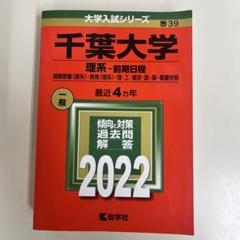 大学入試シリーズ
39
千葉大学
理系-前期日程
国際教養(理系)・教育(理系)・理・工・園芸・医・薬・看護学部
一般
最近4カ年
傾向と対策
過去問
解答
2022
教学社